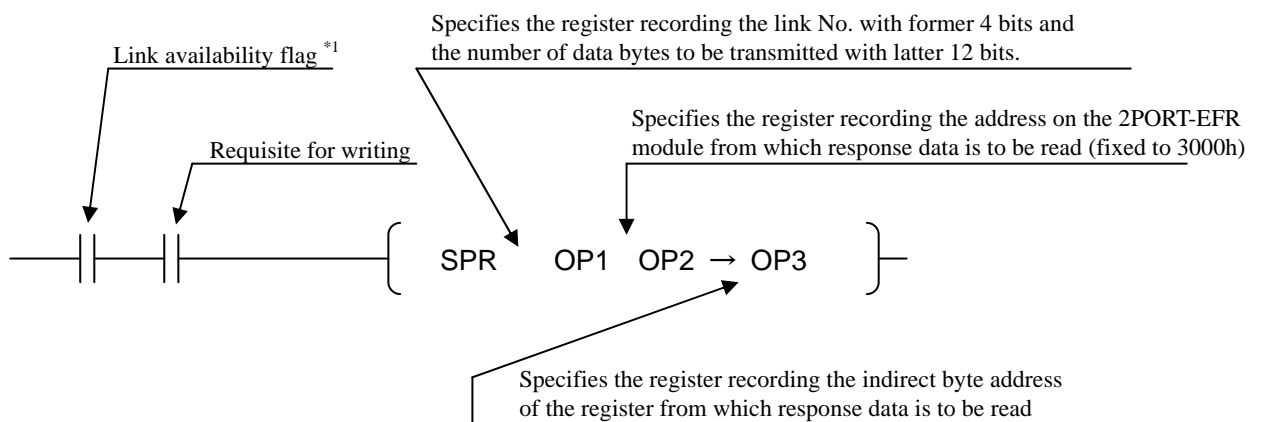 Specifies the register recording the link No. with former 4 bits and
the number of data bytes to be transmitted with latter 12 bits.
Link availability flag *1
Specifies the register recording the address on the 2PORT-EFR
module from which response data is to be read (fixed to 3000h)
Requisite for writing
SPR OP1 OP2 → OP3
Specifies the register recording the indirect byte address
of the register from which response data is to be read